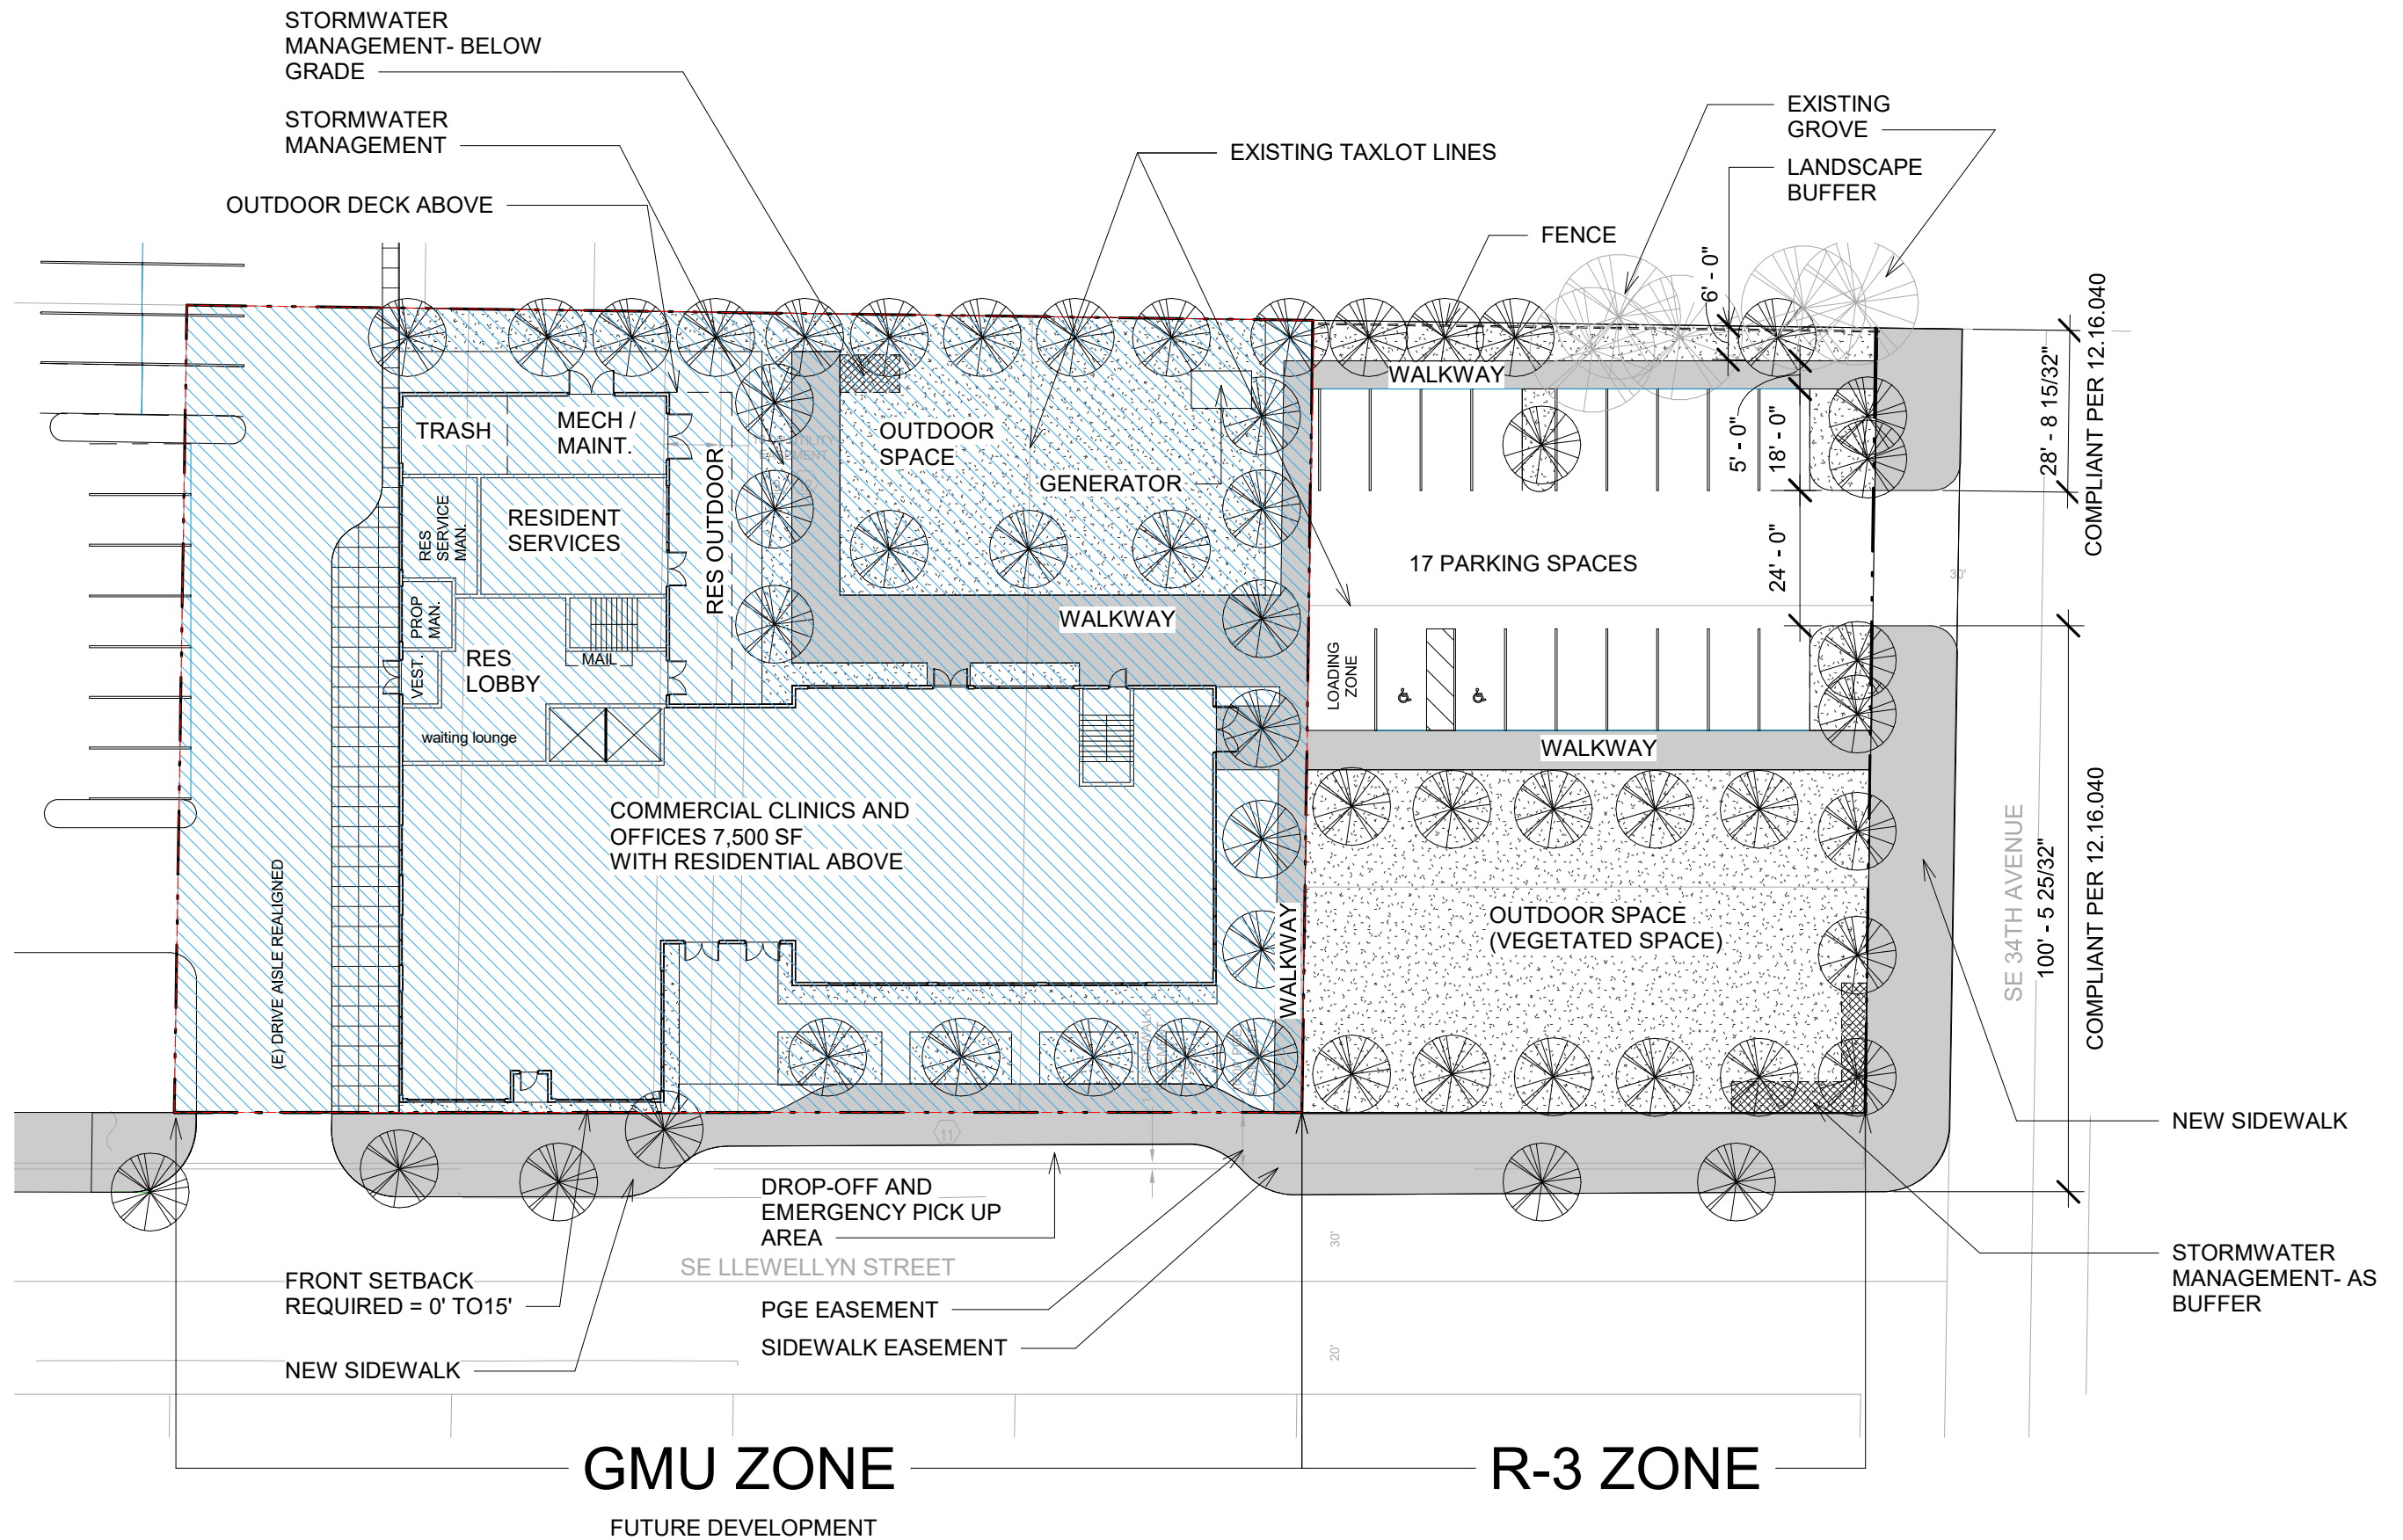 STORMWATER
MANAGEMENT- BELOW
GRADE
STORMWATER
MANAGEMENT
OUTDOOR DECK ABOVE
EXISTING TAXLOT LINES
EXISTING
GROVE
LANDSCAPE
BUFFER
FENCE
6' - 0"
WALKWAY
TRASH
MECH /
MAINT.
RES OUTDOOR
OUTDOOR
SPACE
GENERATOR
RES
SERVICE
MAN.
RESIDENT
SERVICES
PROP
MAN.
VEST.
RES
LOBBY
MAIL
waiting lounge
WALKWAY
5' - 0"
18' - 0"
24' - 0"
17 PARKING SPACES
LOADING
ZONE
WALKWAY
28' - 8 15/32"
COMPLIANT PER 12.16.040
30'
COMMERCIAL CLINICS AND
OFFICES 7,500 SF
WITH RESIDENTIAL ABOVE
(E) DRIVE AISLE REALIGNED
WALKWAY
OUTDOOR SPACE
(VEGETATED SPACE)
SE 34TH AVENUE
100' - 5 25/32"
COMPLIANT PER 12.16.040
11
NEW SIDEWALK
DROP-OFF AND
EMERGENCY PICK UP
AREA
SE LLEWELLYN STREET
30'
FRONT SETBACK
REQUIRED = 0' TO15'
PGE EASEMENT
SIDEWALK EASEMENT
20'
NEW SIDEWALK
STORMWATER
MANAGEMENT- AS
BUFFER
GMU ZONE
R-3 ZONE
FUTURE DEVELOPMENT